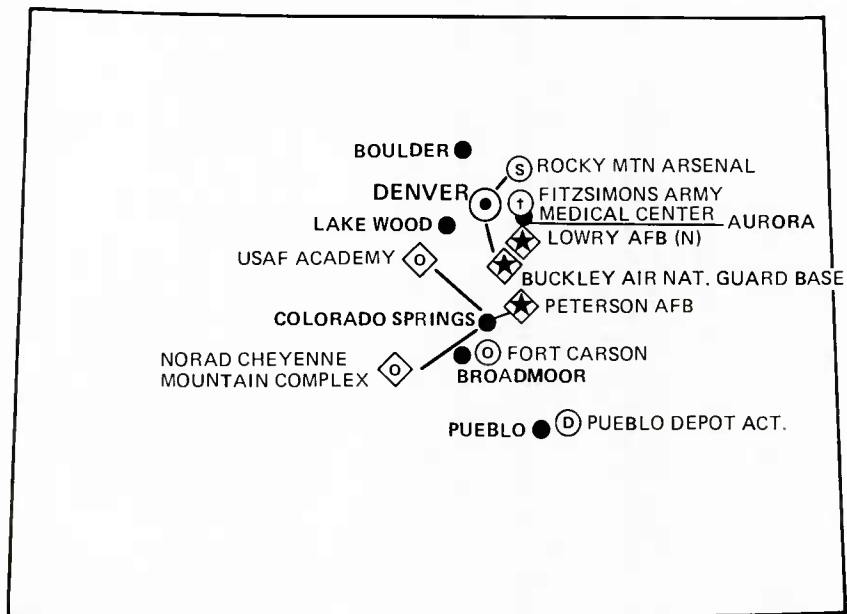 BOULDER
S ROCKY MTN ARSENAL
DENVER
† FITZSIMONS ARMY
MEDICAL CENTER
AURORA
LAKE WOOD
LOWRY AFB (N)
USAF ACADEMY O
BUCKLEY AIR NAT. GUARD BASE
PETERSON AFB
COLORADO SPRINGS
NORAD CHEYENNE
MOUNTAIN COMPLEX O
O FORT CARSON
BROADMOOR
PUEBLO
D PUEBLO DEPOT ACT.